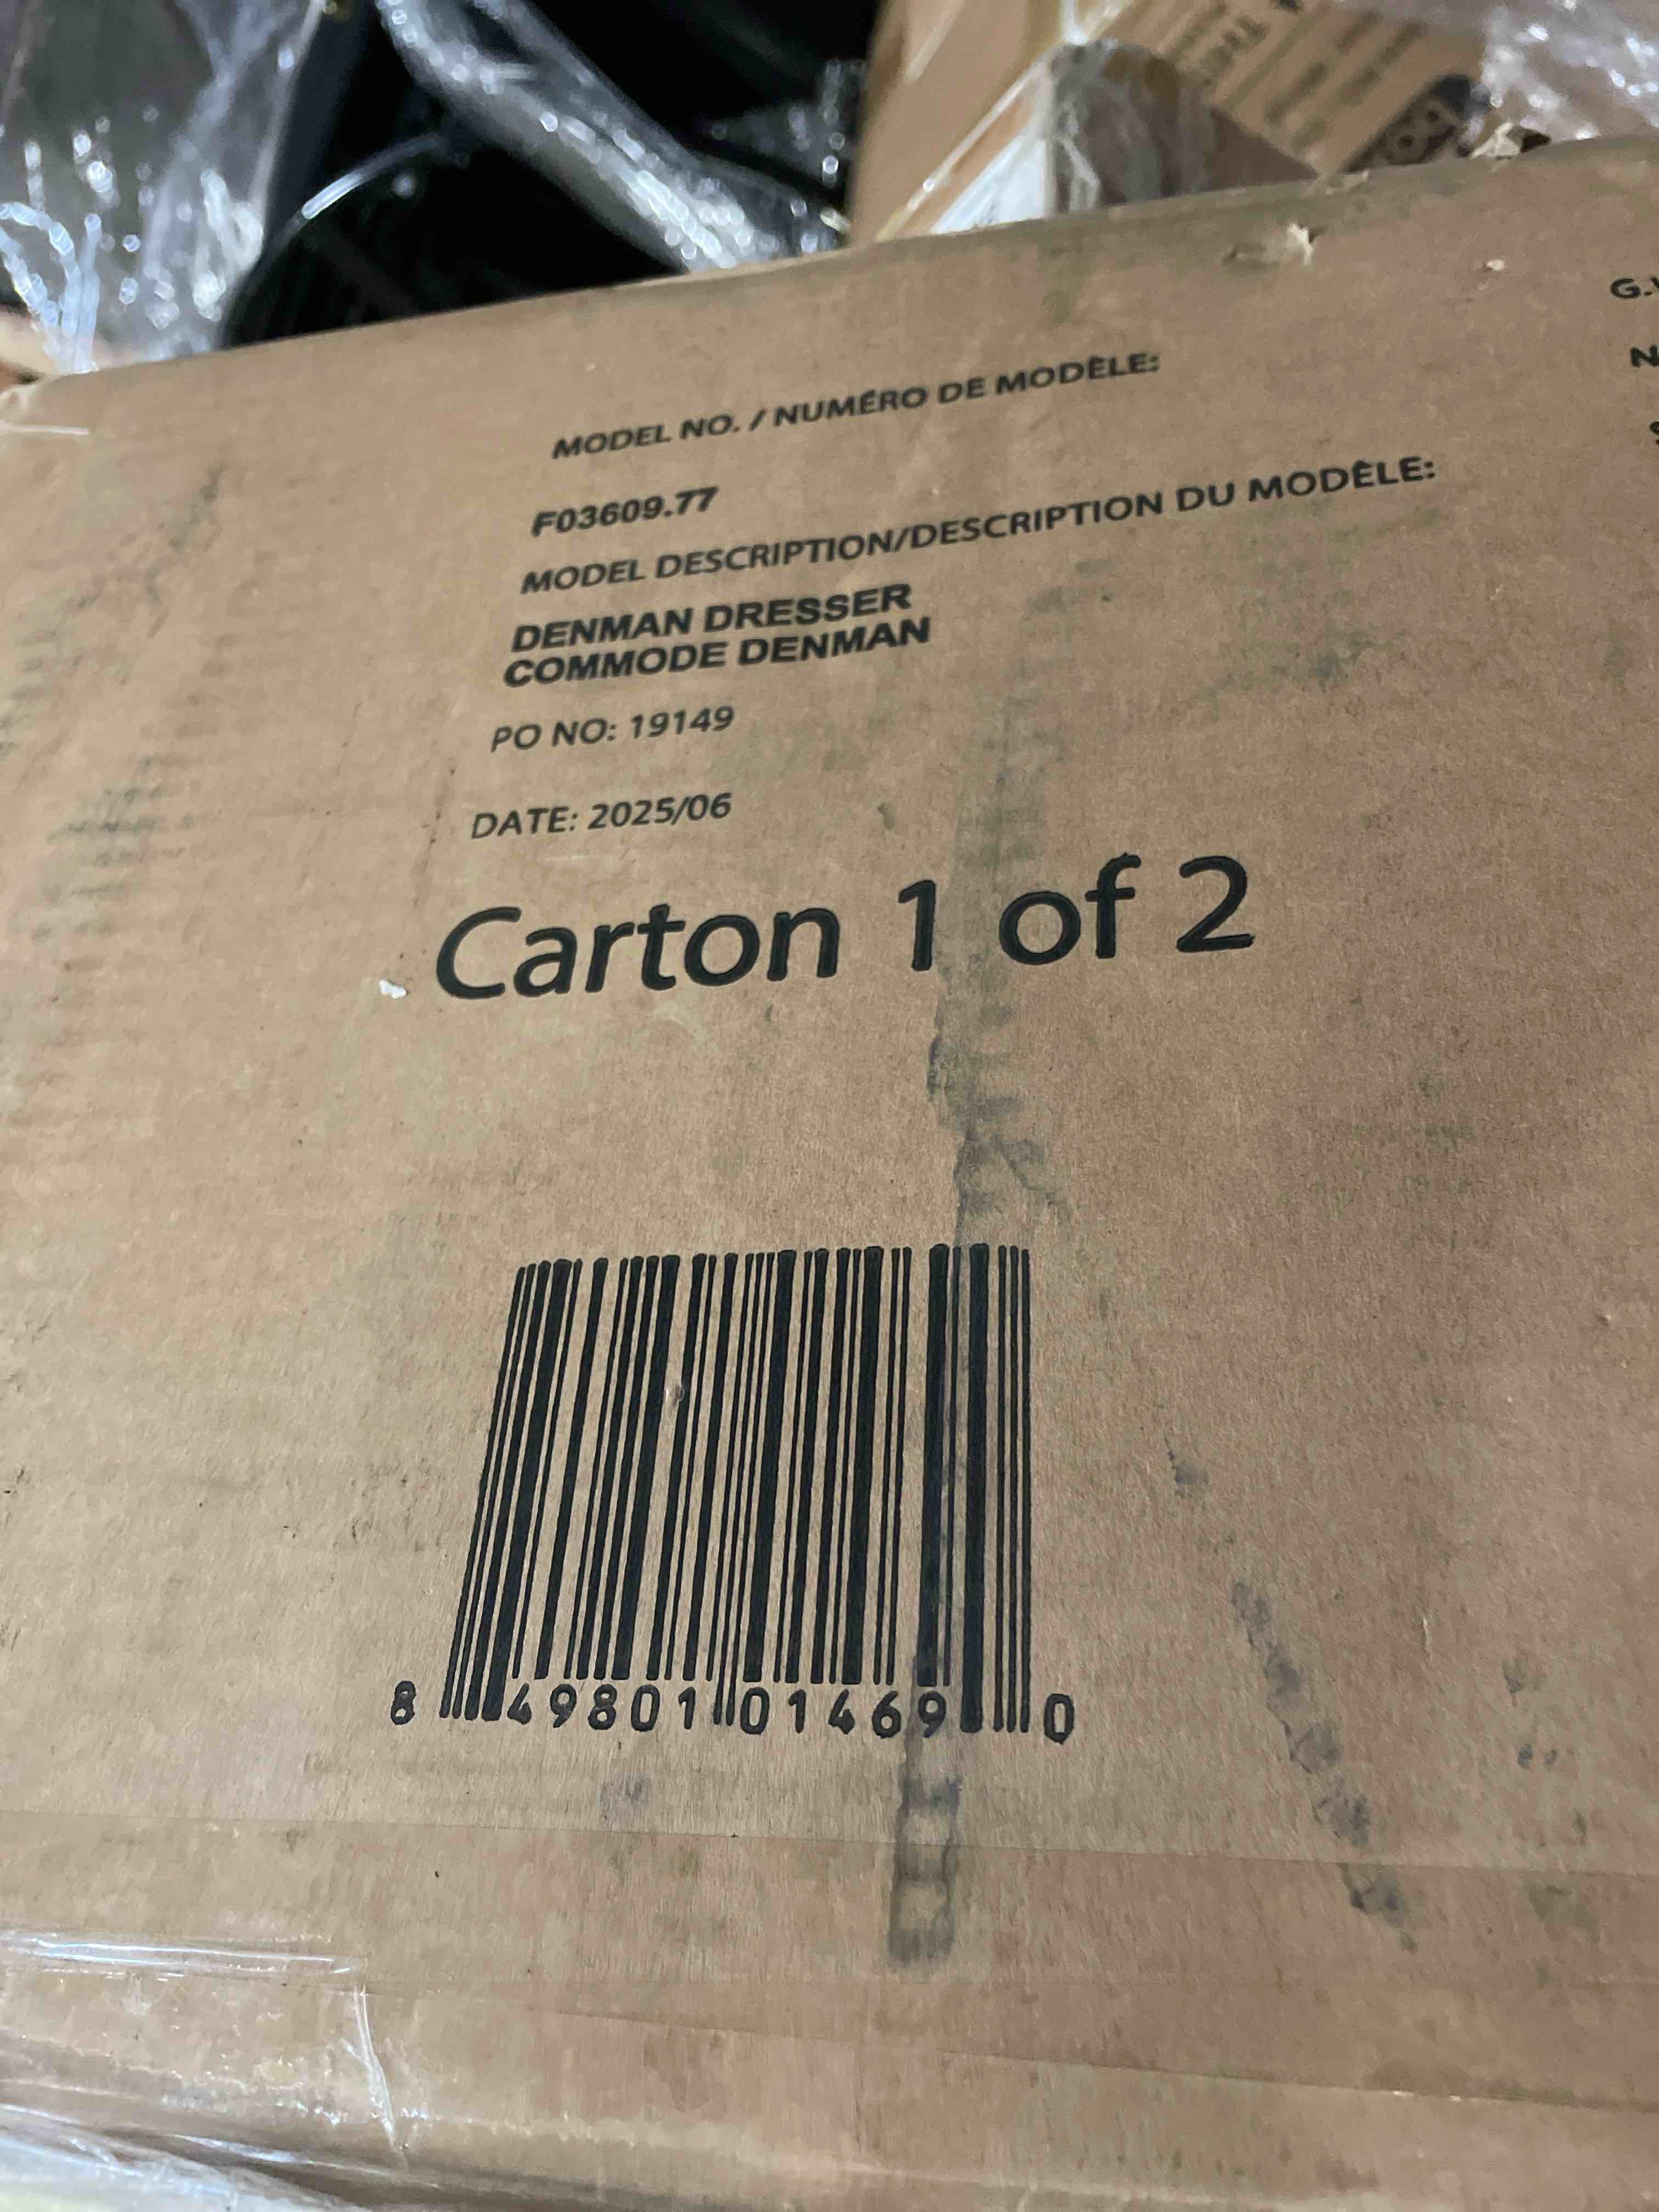 MODEL NO. / NUMÉRO DE MODÈLE:
F03609.77
MODEL DESCRIPTION/DESCRIPTION DU MODÈLE:
DENMAN DRESSER
COMMODE DENMAN
PO NO: 19149
DATE: 2025/06
Carton 1 of 2
8 49801 01469 0